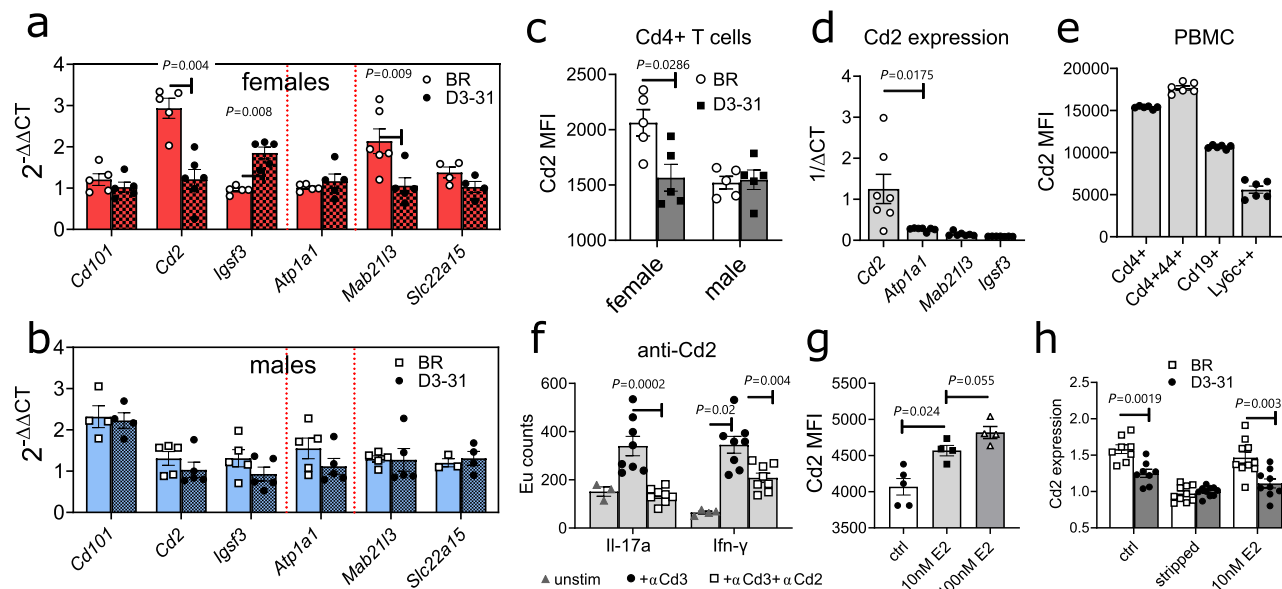 a
females
P=0.004
P=0.008
P=0.009
BR
D3-31
2-ΔΔCT
4
3
2
1
0
Cd101
Cd2
Igsf3
Atp1a1
Mab21l3
Slc22a15
b
males
BR
D3-31
2-ΔΔCT
4
3
2
1
0
Cd101
Cd2
Igsf3
Atp1a1
Mab21l3
Slc22a15
c
Cd4+ T cells
P=0.0286
BR
D3-31
Cd2 MFI
2500
2000
1500
1000
female
male
d
Cd2 expression
P=0.0175
1/ΔCT
4
3
2
1
0
Cd2
Atp1a1
Mab21l3
Igsf3
e
PBMC
Cd2 MFI
20000
15000
10000
5000
0
Cd4+
Cd4+44+
Cd19+
Ly6c++
f
anti-Cd2
P=0.0002
P=0.02
P=0.004
Eu counts
600
400
200
0
Il-17a
Ifn-γ
unstim
+αCd3
+αCd3+αCd2
g
P=0.024
P=0.055
Cd2 MFI
5500
5000
4500
4000
3500
ctrl
10nM E2
h
BR
D3-31
P=0.0019
P=0.003
Cd2 expression
2.5
2.0
1.5
1.0
0.5
ctrl
stripped
10nM E2